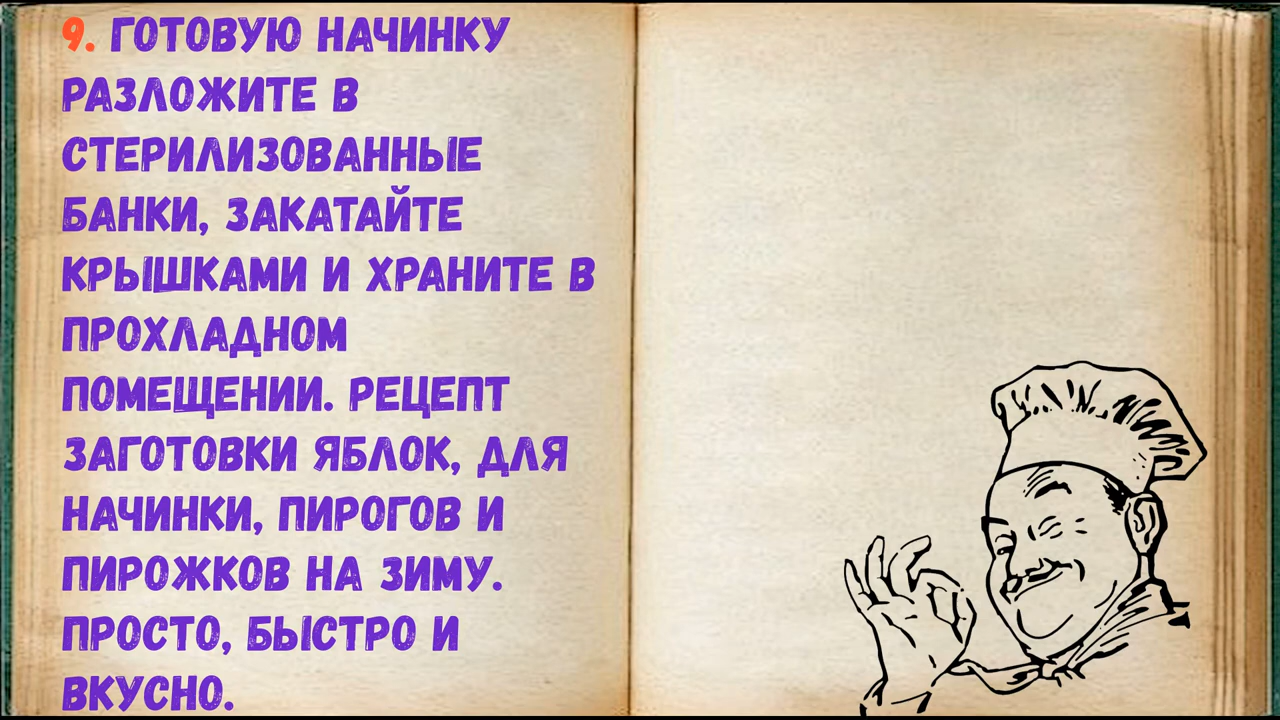 9. ГОТОВУЮ НАЧИНКУ
РАЗЛОЖИТЕ В
СТЕРИЛИЗОВАННЫЕ
БАНКИ, ЗАКАТАЙТЕ
КРЫШКАМИ И ХРАНИТЕ В
ПРОХЛАДНОМ
ПОМЕЩЕНИИ. РЕЦЕПТ
ЗАГОТОВКИ ЯБЛОК, ДЛЯ
НАЧИНКИ, ПИРОГОВ И
ПИРОЖКОВ НА ЗИМУ.
ПРОСТО, БЫСТРО И
ВКУСНО.